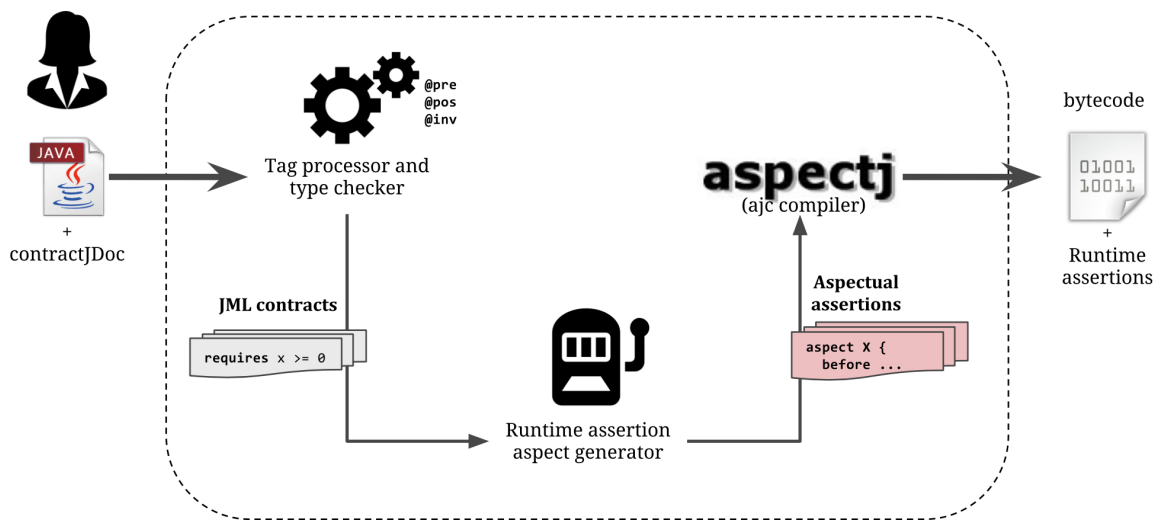 JAVA
+
contractJDoc
@pre
@pos
@inv
Tag processor and
type checker
JML contracts
requires x >= 0
Runtime assertion
aspect generator
Aspectual
assertions
aspect X {
before ...
aspectj
(ajc compiler)
bytecode
01001
10011
+
Runtime
assertions